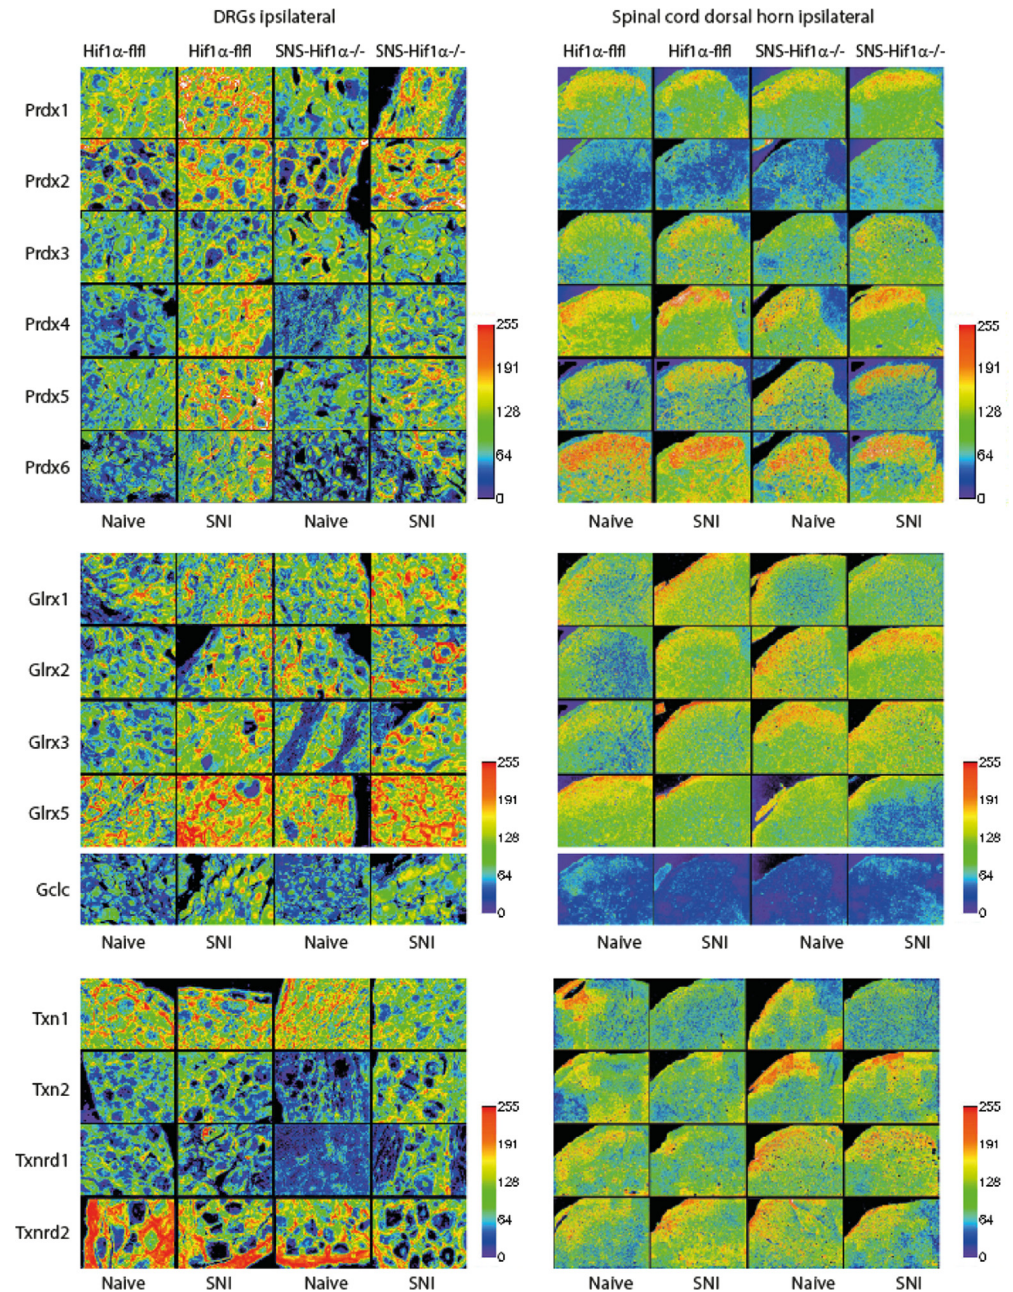 DRGs ipsilateral
Spinal cord dorsal horn ipsilateral
Hif1α-flfl Hif1α-flfl SNS-Hif1α-/- SNS-Hif1α-/-
Hif1α-flfl Hif1α-flfl SNS-Hif1α-/- SNS-Hif1α-/-
Prdx1
Prdx2
Prdx3
Prdx4
Prdx5
Prdx6
255
191
128
64
0
255
191
128
64
0
Naive SNI Naive SNI
Naive SNI Naive SNI
Glrx1
Glrx2
Glrx3
Glrx5
Gclc
255
191
128
64
0
255
191
128
64
0
Naive SNI Naive SNI
Naive SNI Naive SNI
Txn1
Txn2
Txnrd1
Txnrd2
255
191
128
64
0
255
191
128
64
0
Naive SNI Naive SNI
Naive SNI Naive SNI